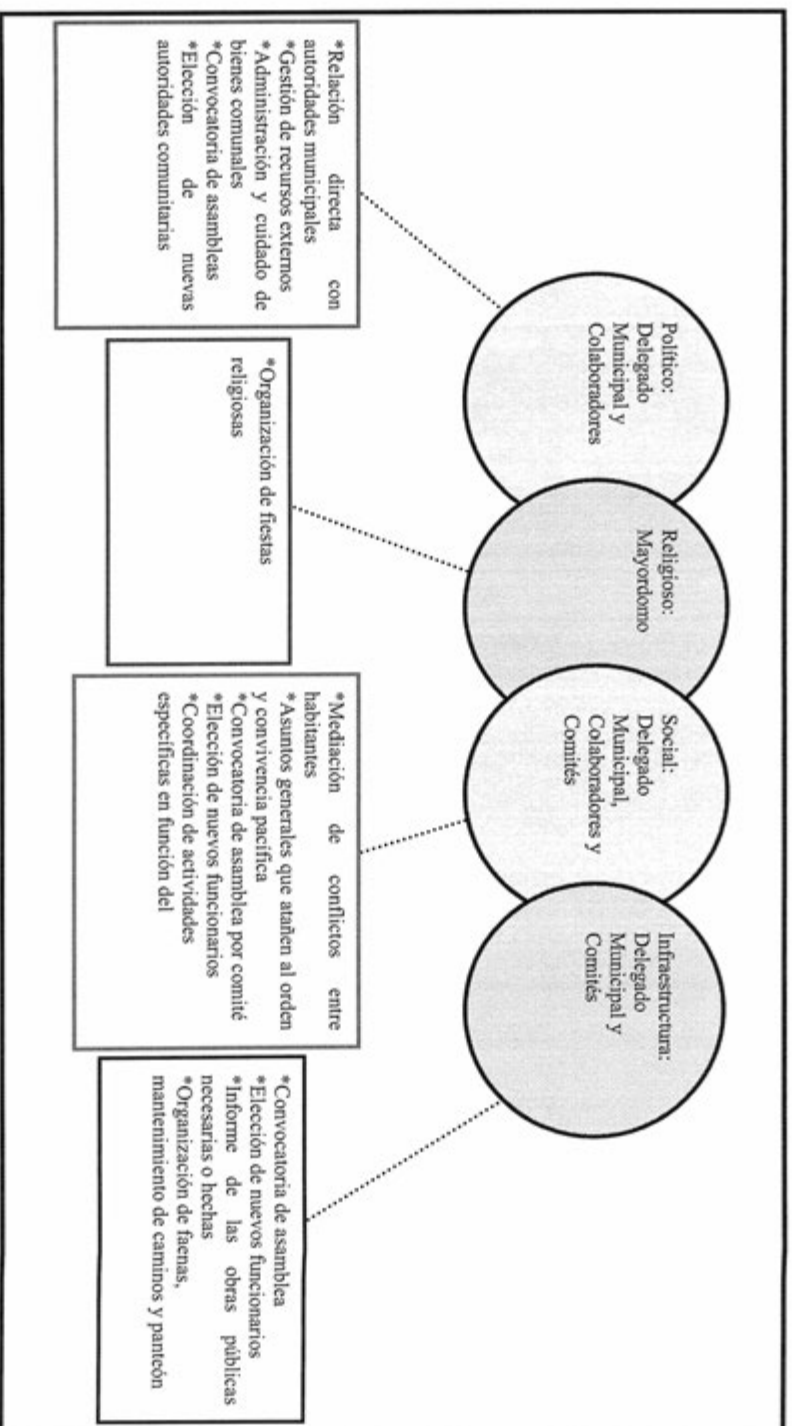 Político:
Delegado
Municipal y
Colaboradores
Religioso:
Mayordomo
Social:
Delegado
Municipal,
Colaboradores y
Comités
Infraestructura:
Delegado
Municipal y
Comités
*Relación directa con
autoridades municipales
*Gestión de recursos externos
*Administración y cuidado de
bienes comunales
*Convocatoria de asambleas
*Elección de nuevas
autoridades comunitarias
*Organización de fiestas
religiosas
*Mediación de conflictos entre
habitantes
*Asuntos generales que atañen al orden
y convivencia pacífica
*Convocatoria de asamblea por comité
*Elección de nuevos funcionarios
*Coordinación de actividades
específicas en función del
*Convocatoria de asamblea
*Elección de nuevos funcionarios
*Informe de las obras públicas
necesarias o hechas
*Organización de faenas,
mantenimiento de caminos y panteón